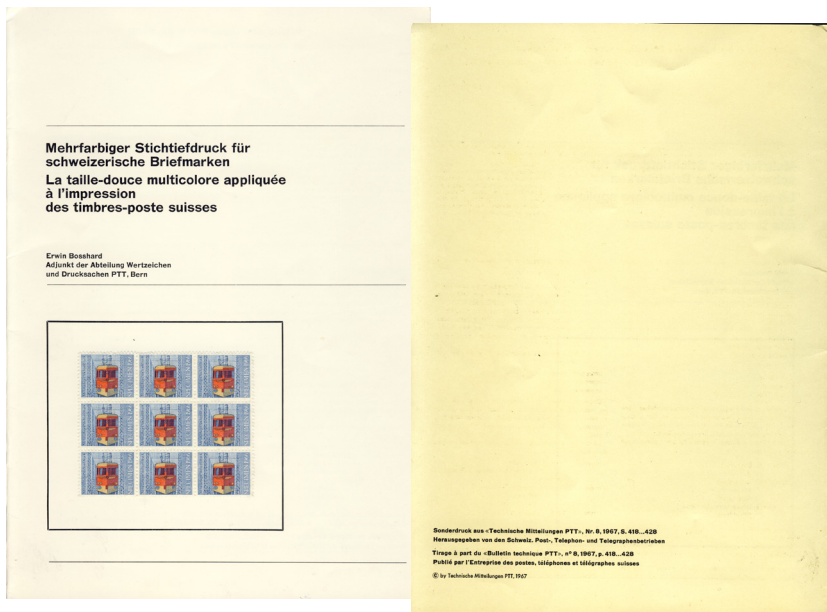 Mehrfarbiger Stichtiefdruck für
schweizerische Briefmarken
La taille-douce multicolore appliquée
à l'impression
des timbres-poste suisses
Erwin Bosshard
Adjunkt der Abteilung Wertzeichen
und Drucksachen PTT, Bern
Sonderdruck aus «Technische Mitteilungen PTT», Nr. 8, 1967, S. 418...428
Herausgegeben von den Schweiz. Post-, Telephon- und Telegraphenbetrieben
Tirage à part du «Bulletin technique PTT», nº 8, 1967, p. 418...428
Publié par l'Entreprise des postes, téléphones et télégraphes suisses
© by Technische Mitteilungen PTT, 1967